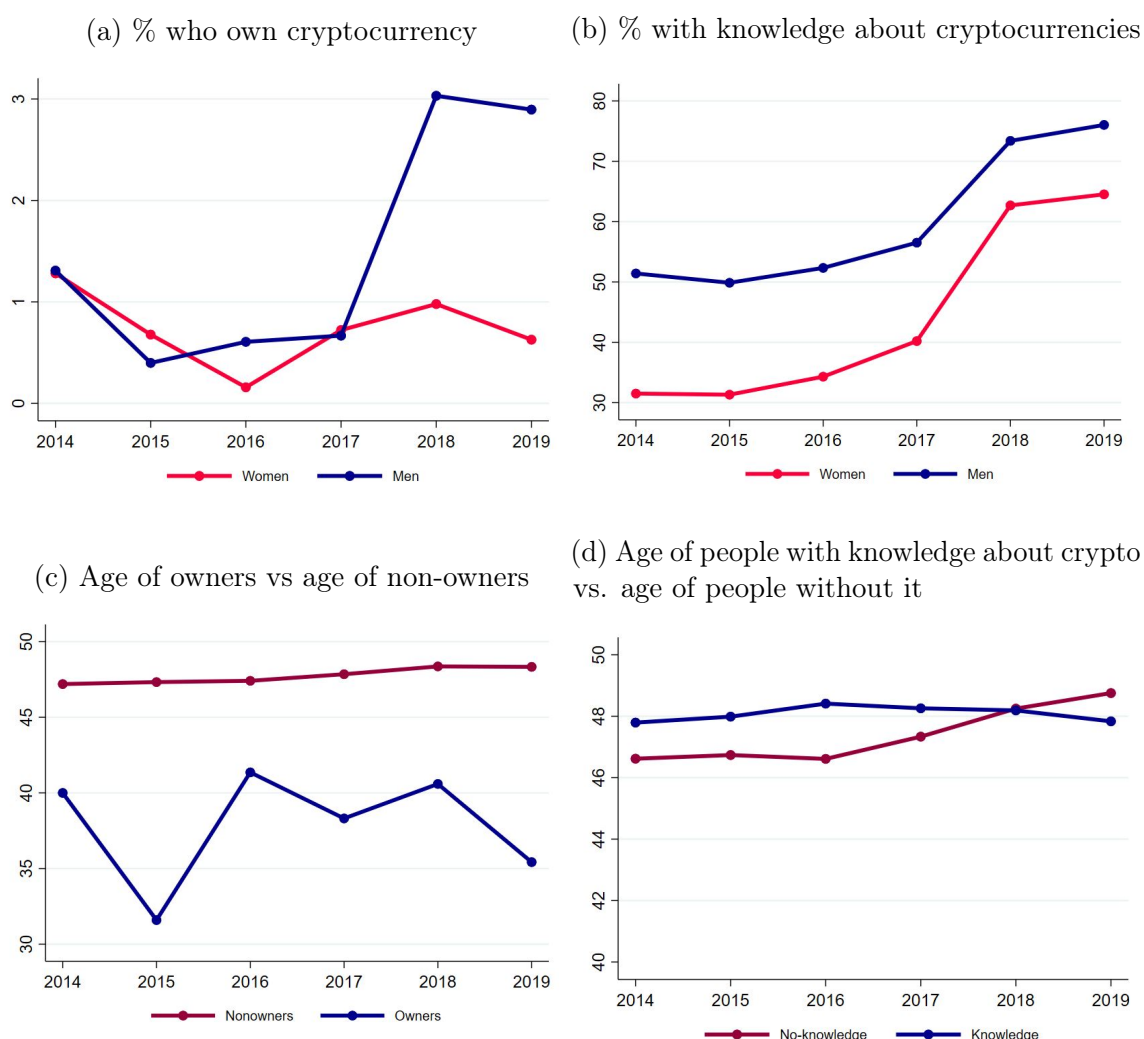 (a) % who own cryptocurrency
3
2
1
0
2014 2015 2016 2017 2018 2019
Women Men
(b) % with knowledge about cryptocurrencies
80
70
60
50
40
30
2014 2015 2016 2017 2018 2019
Women Men
(c) Age of owners vs age of non-owners
50
45
40
35
30
2014 2015 2016 2017 2018 2019
Nonowners Owners
(d) Age of people with knowledge about crypto
vs. age of people without it
50
48
46
44
42
40
2014 2015 2016 2017 2018 2019
No-knowledge Knowledge